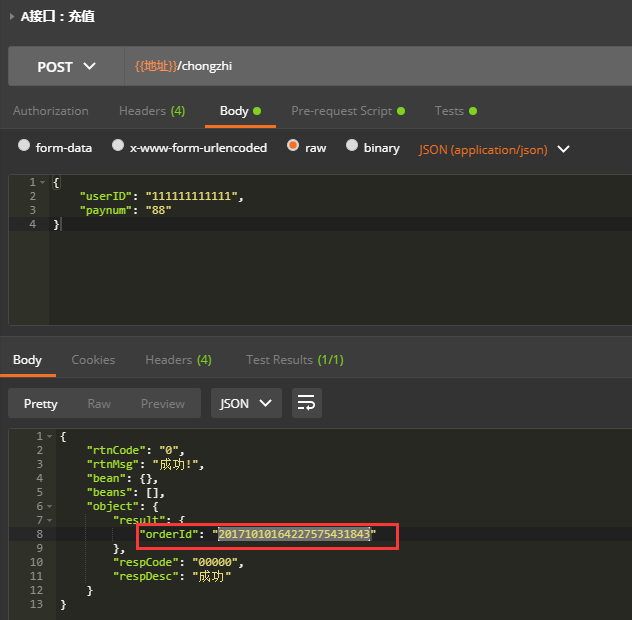 A接口：充值
POST {{地址}}/chongzhi
Authorization Headers (4) Body Pre-request Script Tests
form-data x-www-form-urlencoded raw binary JSON (application/json)
1 {
2 "userID": "111111111111",
3 "paynum": "88"
4 }
Body Cookies Headers (4) Test Results (1/1)
Pretty Raw Preview JSON
1 {
2 "rtnCode": "0",
3 "rtnMsg": "成功!",
4 "bean": {},
5 "beans": [],
6 "object": {
7 "result": {
8 "orderId": "20171010164227575431843"
9 },
10 "respCode": "00000",
11 "respDesc": "成功"
12 }
13 }